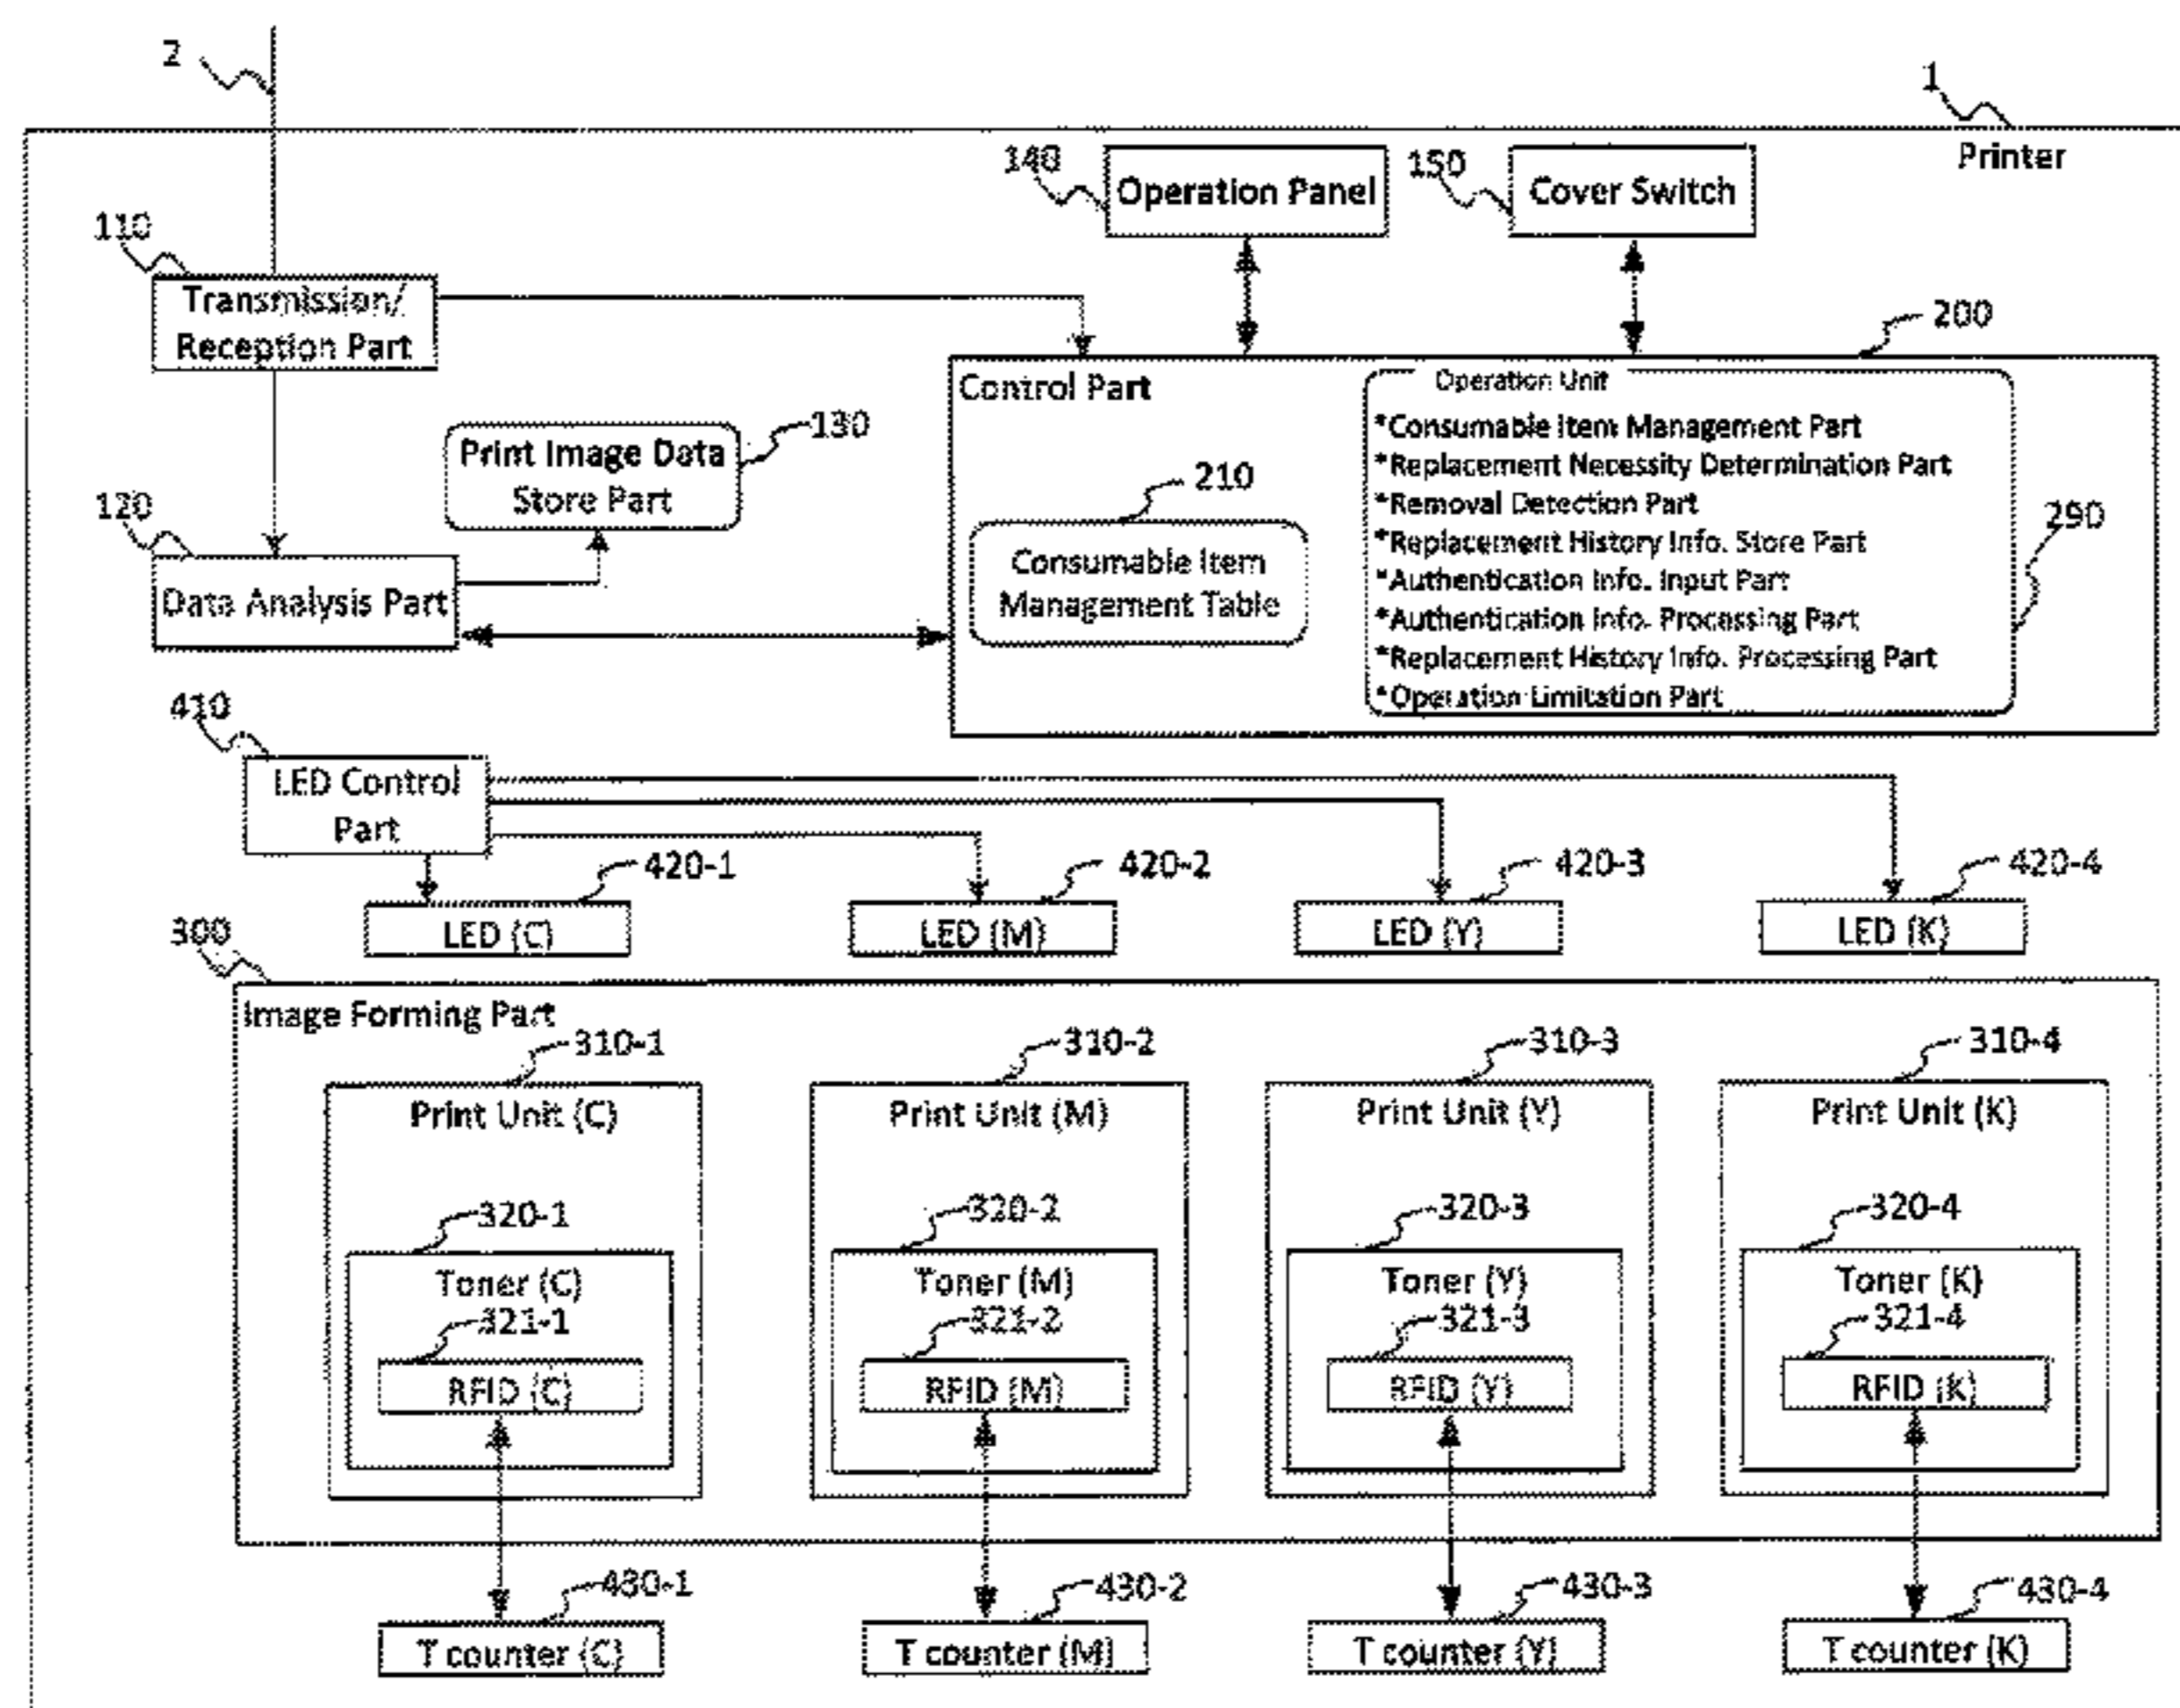 2
1
Printer
140
Operation Panel
150
Cover Switch
110
Transmission/
Reception Part
200
Control Part
Operation Unit
*Consumable Item Management Part
*Replacement Necessity Determination Part
*Removal Detection Part
*Replacement History Info. Store Part
*Authentication Info. Input Part
*Authentication Info. Processing Part
*Replacement History Info. Processing Part
*Operation Limitation Part
290
130
Print Image Data
Store Part
210
Consumable Item
Management Table
120
Data Analysis Part
410
LED Control
Part
420-1
420-2
420-3
420-4
LED (C)
LED (M)
LED (Y)
LED (K)
300
Image Forming Part
310-1
310-2
310-3
310-4
Print Unit (C)
Print Unit (M)
Print Unit (Y)
Print Unit (K)
320-1
320-2
320-3
320-4
Toner (C)
Toner (M)
Toner (Y)
Toner (K)
321-1
321-2
321-3
321-4
RFID (C)
RFID (M)
RFID (Y)
RFID (K)
430-1
430-2
430-3
430-4
T counter (C)
T counter (M)
T counter (Y)
T counter (K)